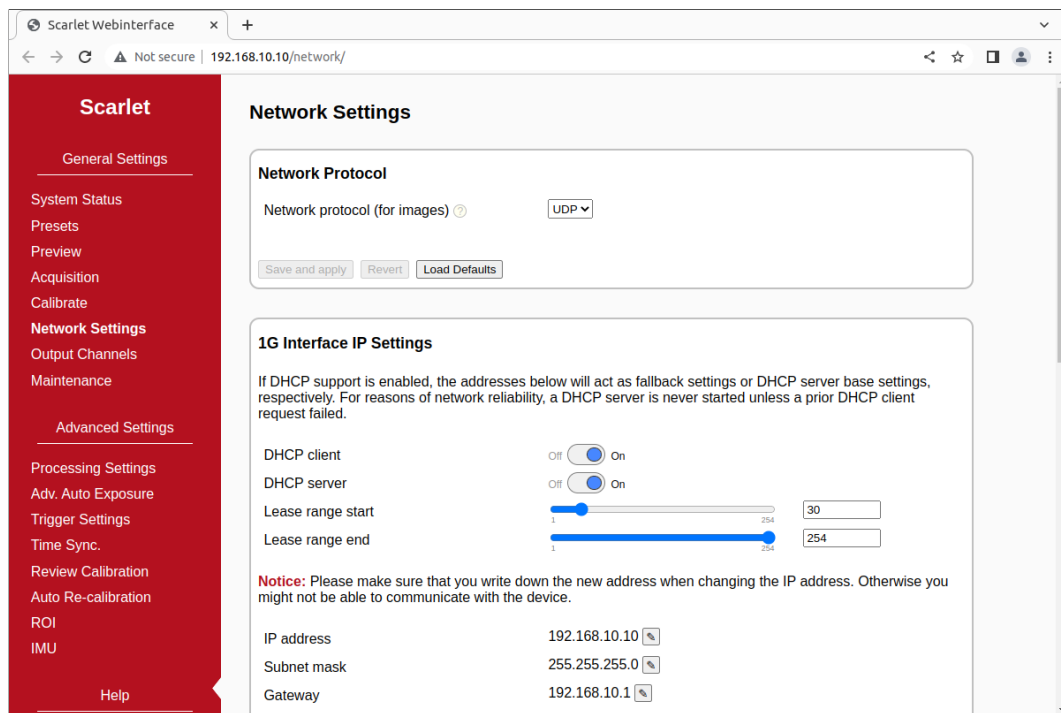 Scarlet Webinterface
Not secure 192.168.10.10/network/
Scarlet
General Settings
System Status
Presets
Preview
Acquisition
Calibrate
Network Settings
Output Channels
Maintenance
Advanced Settings
Processing Settings
Adv. Auto Exposure
Trigger Settings
Time Sync.
Review Calibration
Auto Re-calibration
ROI
IMU
Help
Network Settings
Network Protocol
Network protocol (for images) ? UDP
Save and apply Revert Load Defaults
1G Interface IP Settings
If DHCP support is enabled, the addresses below will act as fallback settings or DHCP server base settings,
respectively. For reasons of network reliability, a DHCP server is never started unless a prior DHCP client
request failed.
DHCP client Off On
DHCP server Off On
Lease range start 30
1 254
Lease range end 254
1 254
Notice: Please make sure that you write down the new address when changing the IP address. Otherwise you
might not be able to communicate with the device.
IP address 192.168.10.10
Subnet mask 255.255.255.0
Gateway 192.168.10.1